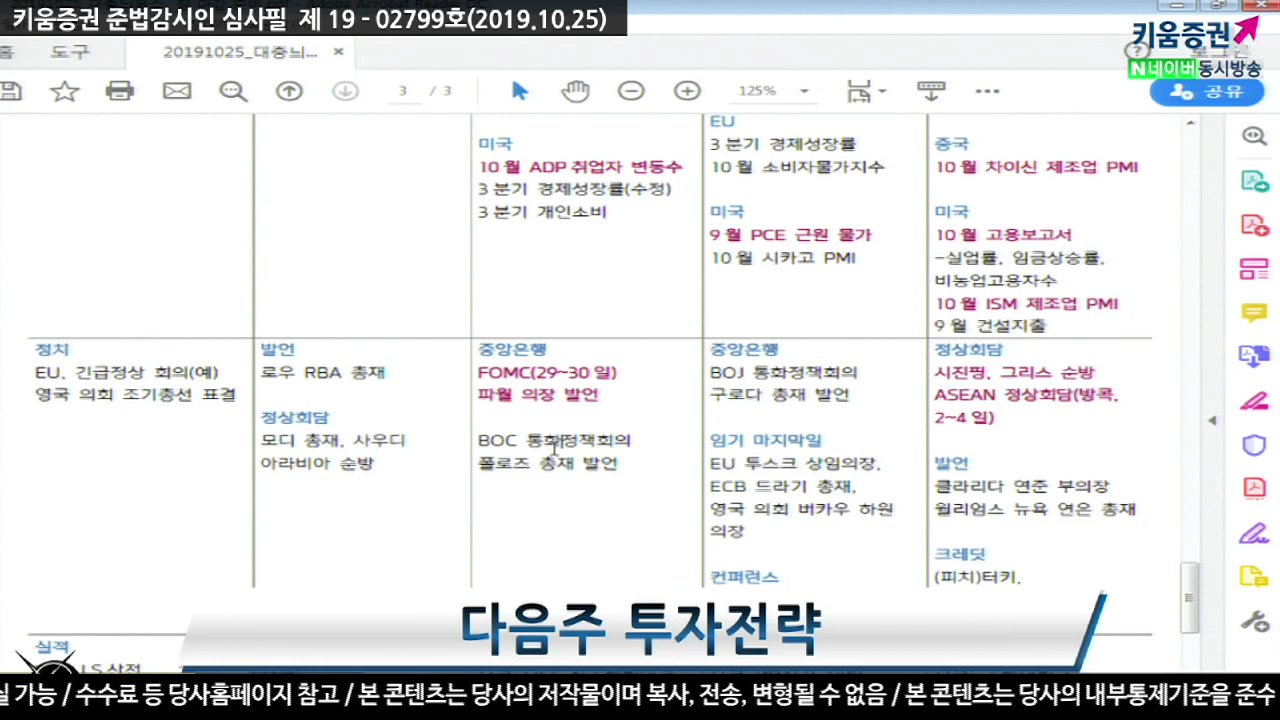 키움증권 준법감시인 심사필 제 19 - 02799호(2019.10.25)
키움증권
N네이버동시방송
홈 도구 20191025_대충늬... ×
3 / 3 125% 공유
미국
10월 ADP 취업자 변동수
3분기 경제성장률(수정)
3분기 개인소비
EU
3분기 경제성장률
10월 소비자물가지수
미국
9월 PCE 근원 물가
10월 시카고 PMI
중국
10월 차이신 제조업 PMI
미국
10월 고용보고서
-실업률, 임금상승률,
비농업고용자수
10월 ISM 제조업 PMI
9월 건설지출
정치
EU, 긴급정상 회의(예)
영국 의회 조기총선 표결
발언
로우 RBA 총재
정상회담
모디 총재, 사우디
아라비아 순방
중앙은행
FOMC(29~30일)
파월 의장 발언
BOC 통화정책회의
폴로즈 총재 발언
중앙은행
BOJ 통화정책회의
구로다 총재 발언
임기 마지막일
EU 투스크 상임의장,
ECB 드라기 총재,
영국 의회 버카우 하원
의장
컨퍼런스
정상회담
시진핑, 그리스 순방
ASEAN 정상회담(방콕,
2~4일)
발언
클라리다 연준 부의장
윌리엄스 뉴욕 연은 총재
크레딧
(피치)터키,
다음주 투자전략
실적
LS산전
실 가능 / 수수료 등 당사홈페이지 참고 / 본 콘텐츠는 당사의 저작물이며 복사, 전송, 변형될 수 없음 / 본 콘텐츠는 당사의 내부통제기준을 준수